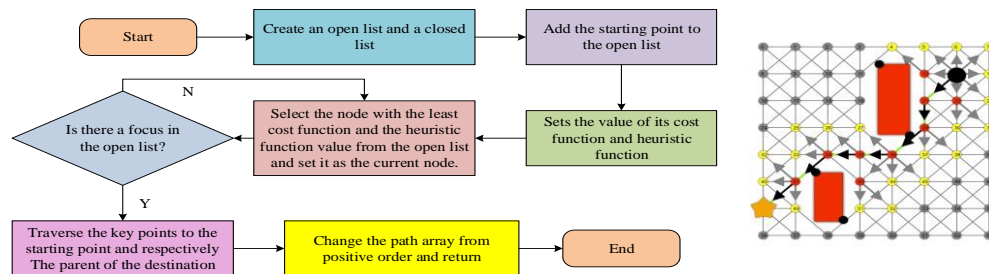 Start
Create an open list and a closed
list
Add the starting point to
the open list
Sets the value of its cost
function and heuristic
function
Select the node with the least
cost function and the heuristic
function value from the open list
and set it as the current node.
N
Is there a focus in
the open list?
Y
Traverse the key points to the
starting point and respectively
The parent of the destination
Change the path array from
positive order and return
End